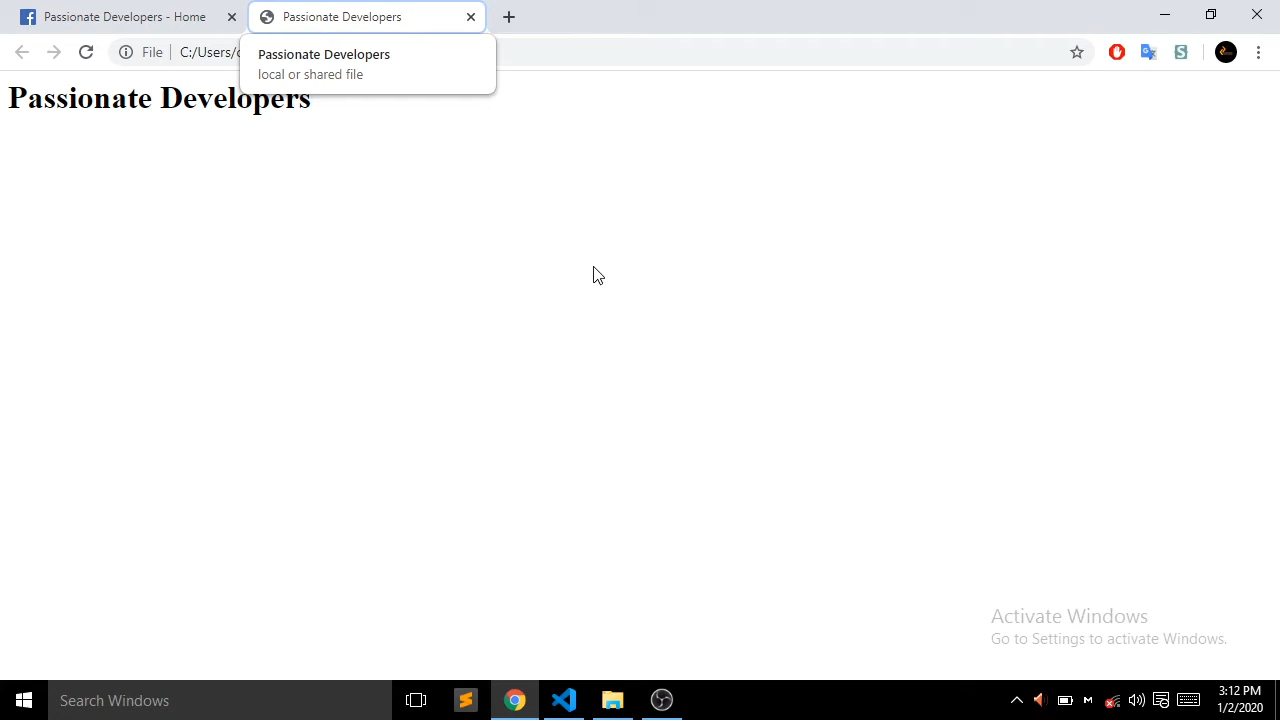 Passionate Developers - Home
Passionate Developers
File
C:/Users/
Passionate Developers
local or shared file
Passionate Developers
Activate Windows
Go to Settings to activate Windows.
Search Windows
3:12 PM
1/2/2020